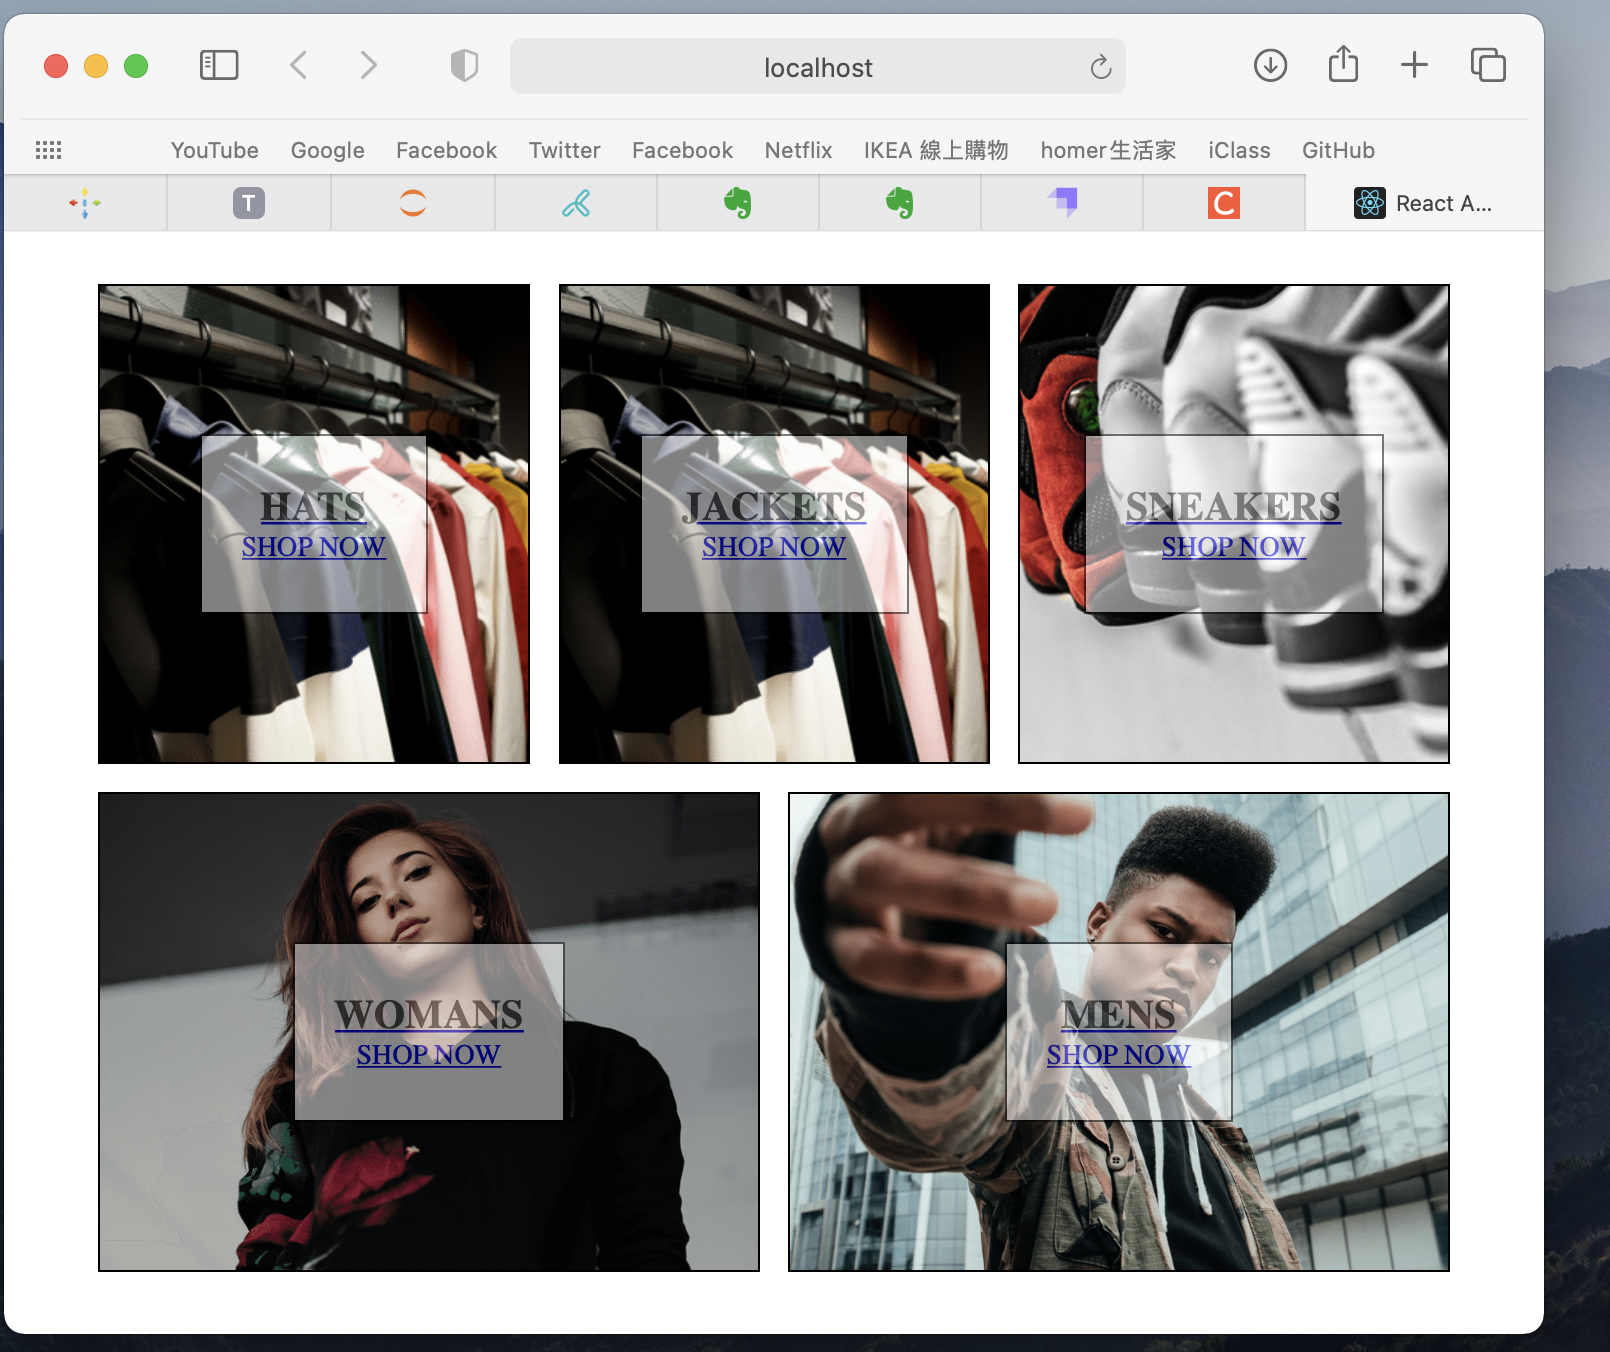 localhost
YouTube Google Facebook Twitter Facebook Netflix IKEA 線上購物 homer生活家 iClass GitHub
T C React A...
HATS
SHOP NOW
JACKETS
SHOP NOW
SNEAKERS
SHOP NOW
WOMANS
SHOP NOW
MENS
SHOP NOW